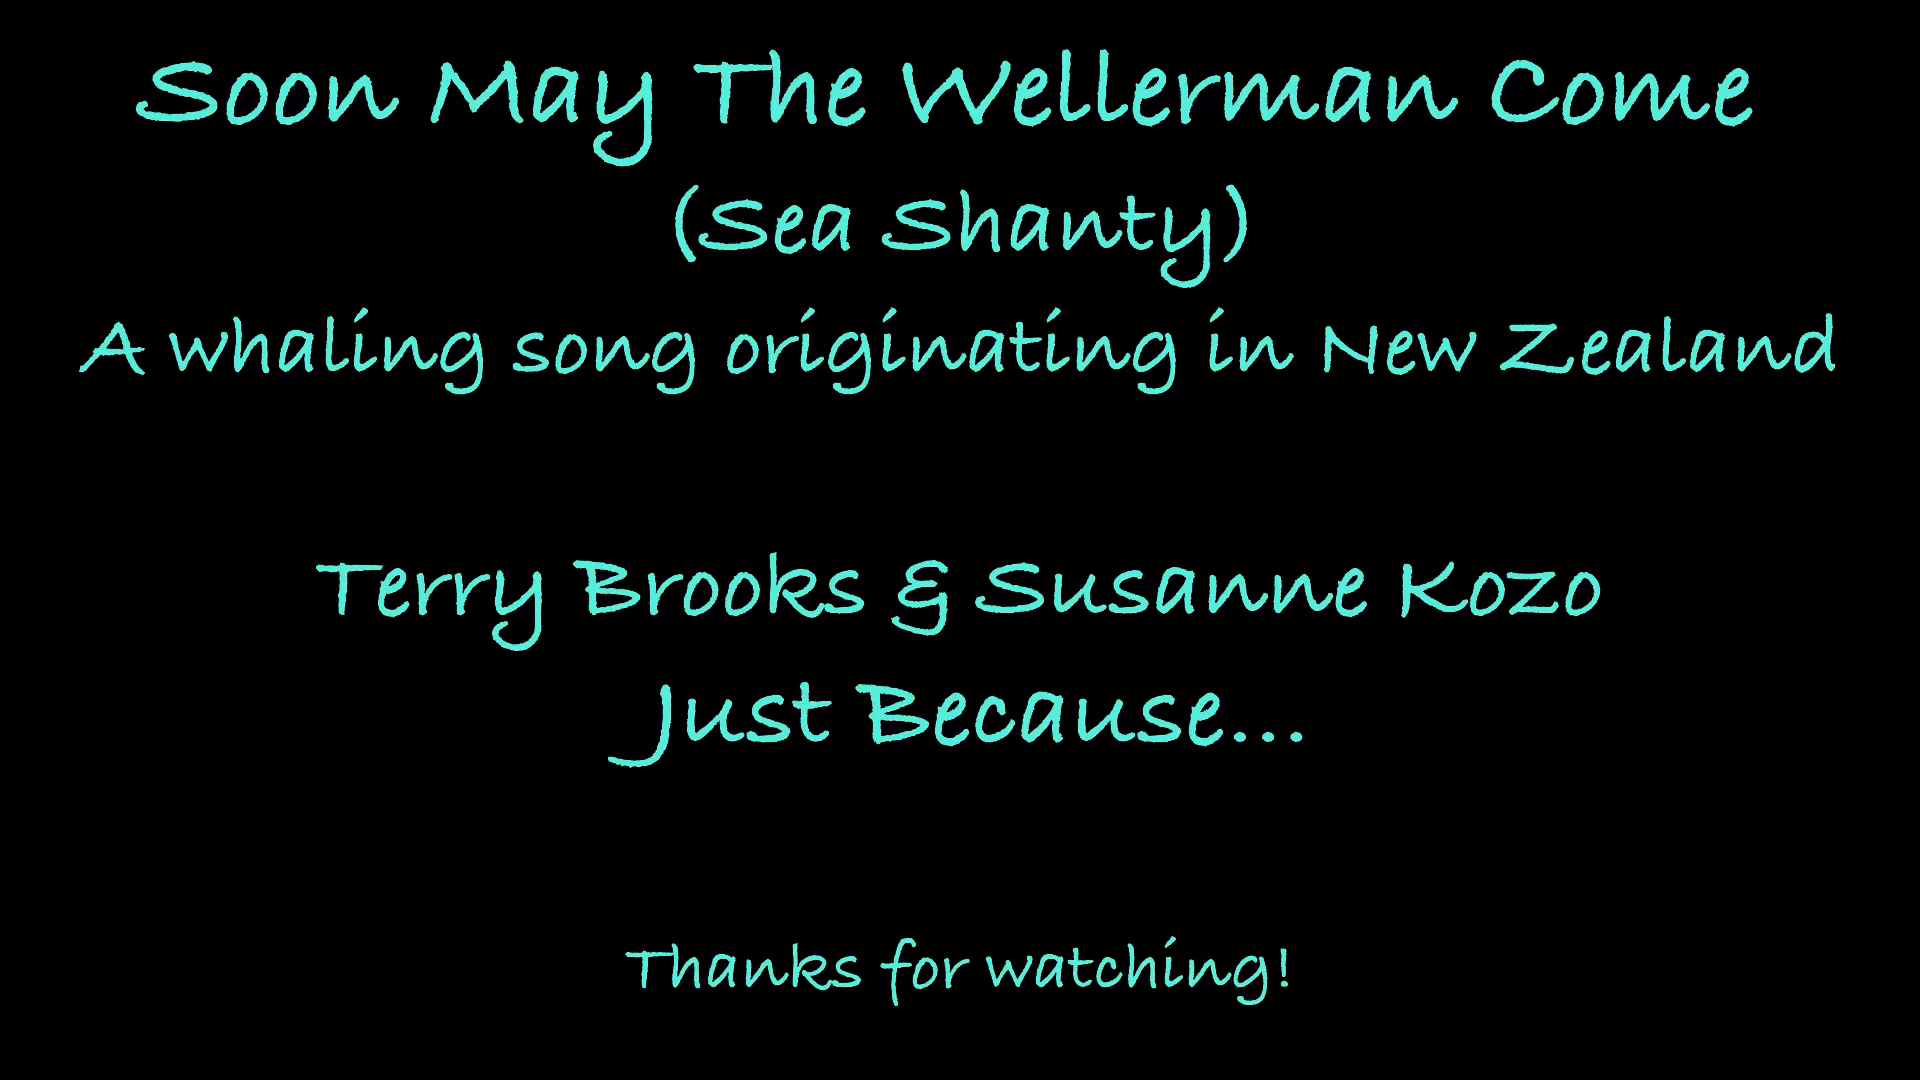 Soon May The Wellerman Come
(Sea Shanty)
A whaling song originating in New Zealand
Terry Brooks & Susanne Kozo
Just Because...
Thanks for watching!